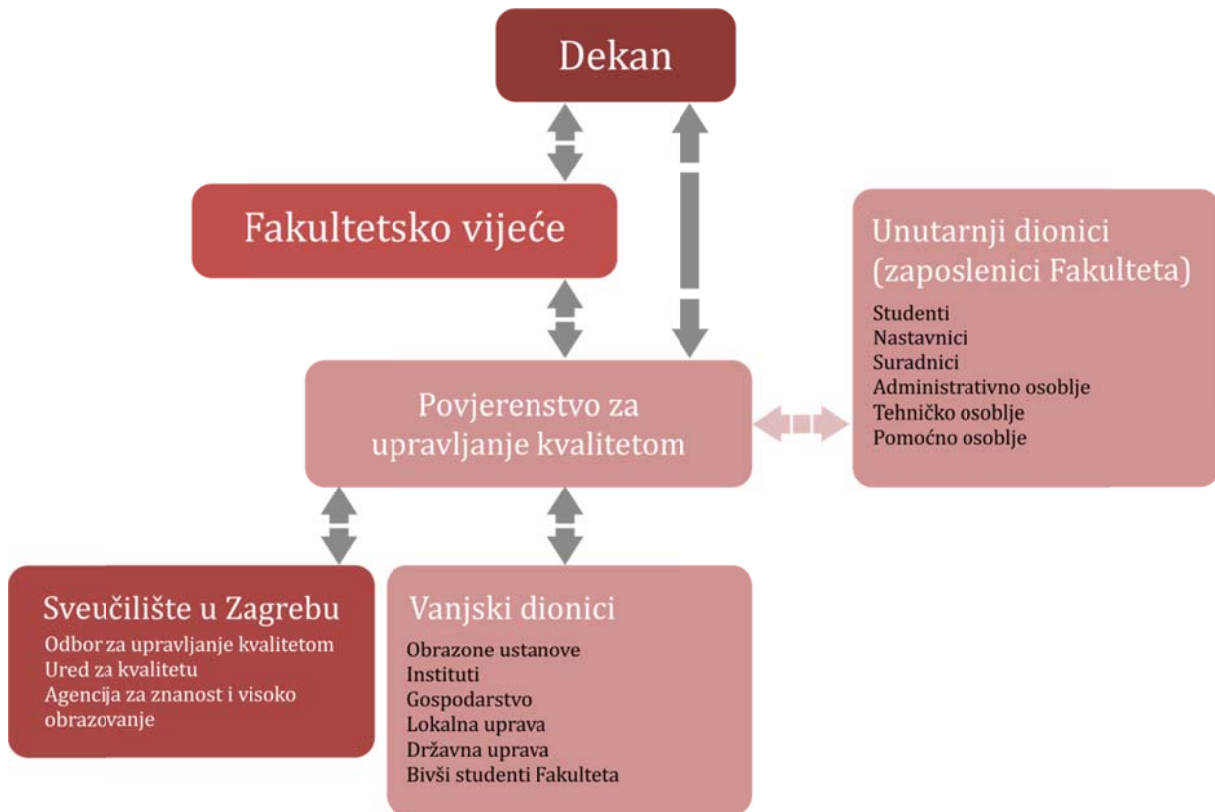 Dekan
Fakultetsko vijeće
Unutarnji dionici
(zaposlenici Fakulteta)
Studenti
Nastavnici
Suradnici
Administrativno osoblje
Tehničko osoblje
Pomoćno osoblje
Povjerenstvo za
upravljanje kvalitetom
Sveučilište u Zagrebu
Odbor za upravljanje kvalitetom
Ured za kvalitetu
Agencija za znanost i visoko
obrazovanje
Vanjski dionici
Obrazone ustanove
Instituti
Gospodarstvo
Lokalna uprava
Državna uprava
Bivši studenti Fakulteta